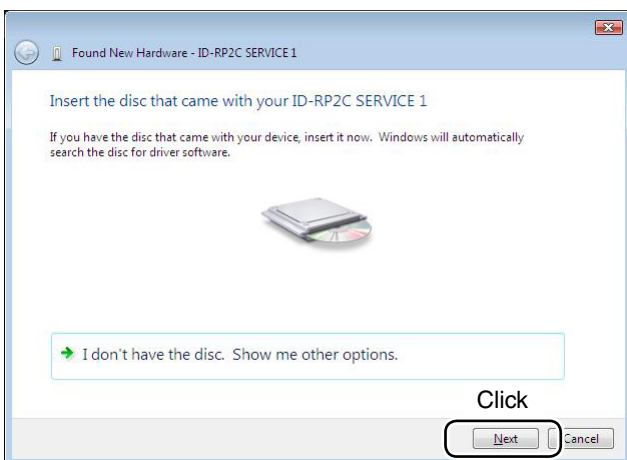 Found New Hardware - ID-RP2C SERVICE 1
Insert the disc that came with your ID-RP2C SERVICE 1
If you have the disc that came with your device, insert it now.  Windows will automatically
search the disc for driver software.
I don't have the disc.  Show me other options.
Click
Next
Cancel